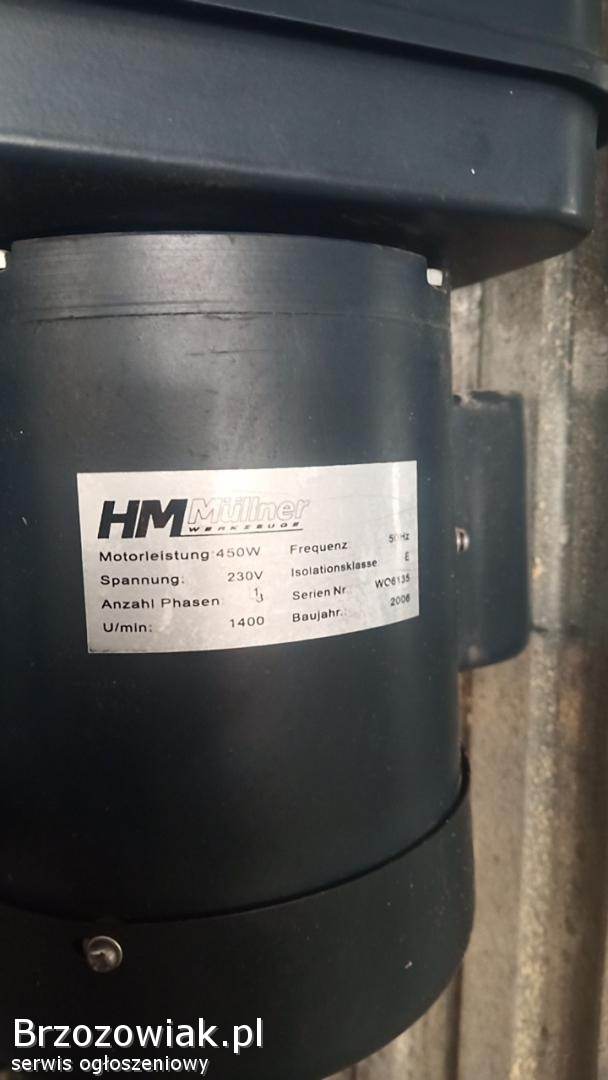 HM Müllner
WERKZEUGE
Motorleistung: 450W
Spannung: 230V
Anzahl Phasen: 1
U/min: 1400
Frequenz 50Hz
Isolationsklasse: E
Serien Nr.: WC6135
Baujahr.: 2006
Brzozowiak.pl
serwis ogłoszeniowy